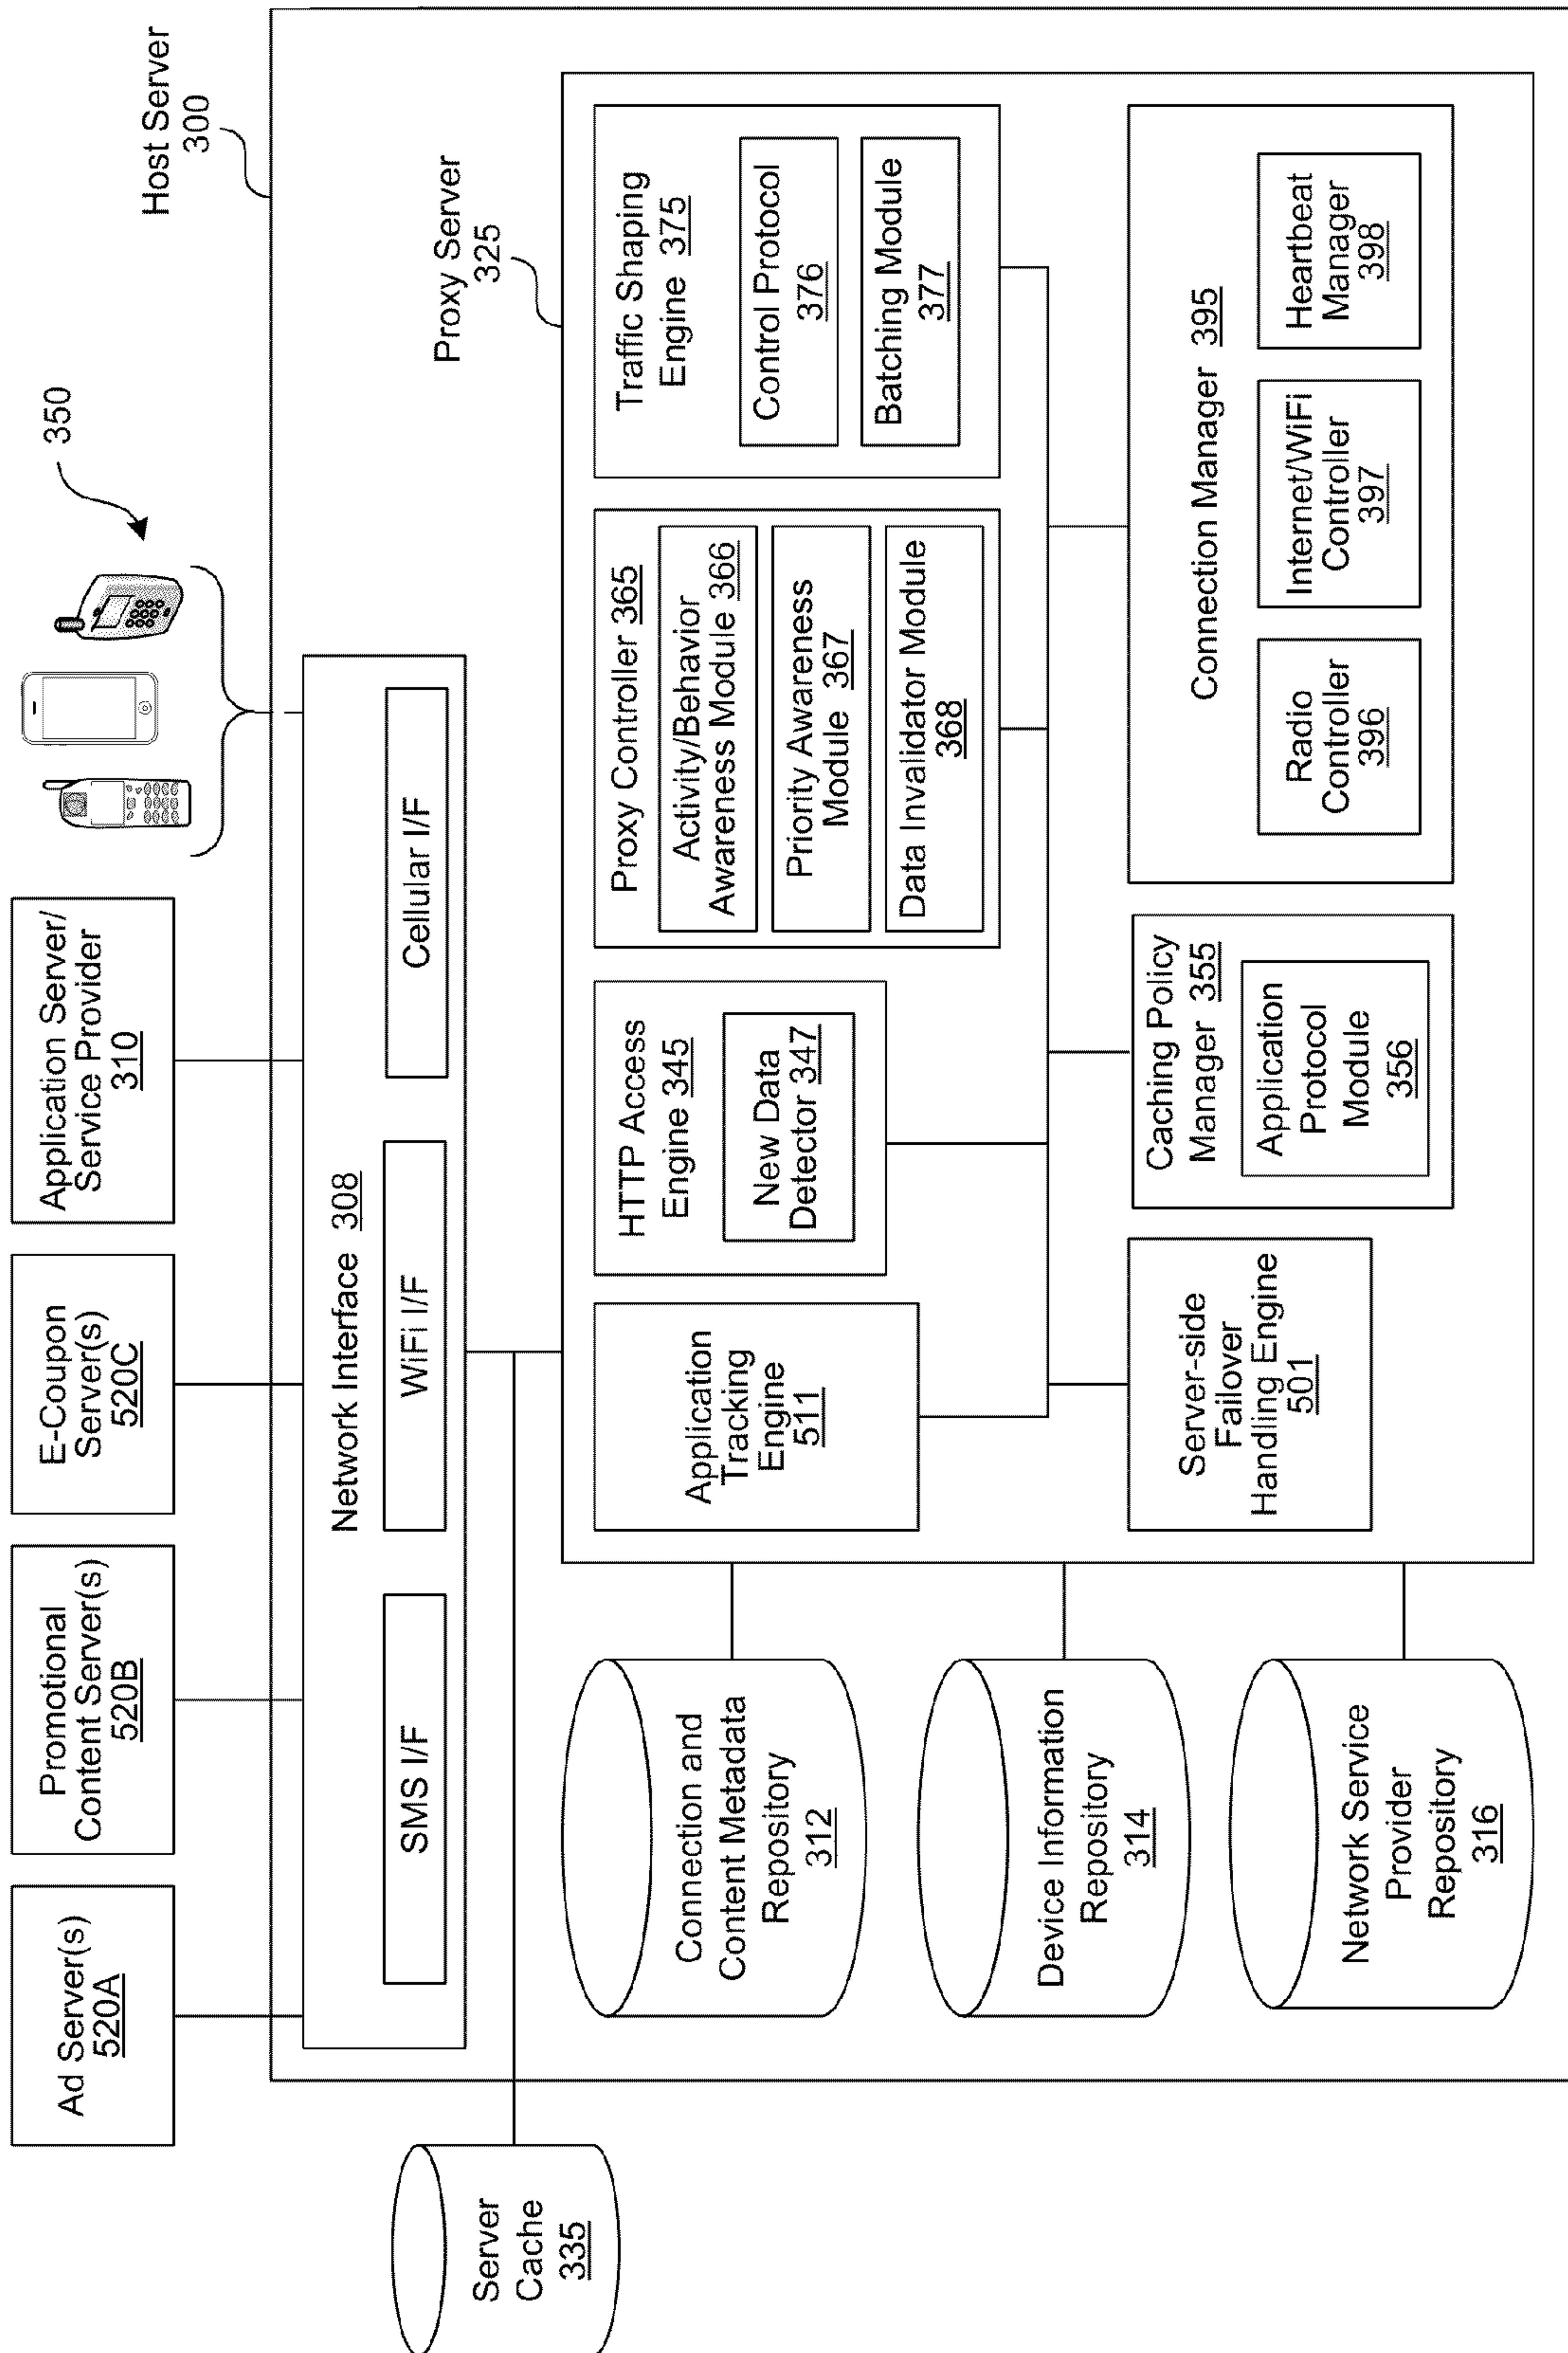 Ad Server(s)
520A
Promotional
Content Server(s)
520B
E-Coupon
Server(s)
520C
Application Server/
Service Provider
310
350
Host Server
300
Network Interface 308
SMS I/F
WiFi I/F
Cellular I/F
Server
Cache
335
Proxy Server
325
Connection and
Content Metadata
Repository
312
Device Information
Repository
314
Network Service
Provider
Repository
316
Application
Tracking
Engine
511
HTTP Access
Engine 345
New Data
Detector 347
Proxy Controller 365
Activity/Behavior
Awareness Module 366
Priority Awareness
Module 367
Data Invalidator Module
368
Traffic Shaping
Engine 375
Control Protocol
376
Batching Module
377
Server-side
Failover
Handling Engine
501
Caching Policy
Manager 355
Application
Protocol
Module
356
Connection Manager 395
Radio
Controller
396
Internet/WiFi
Controller
397
Heartbeat
Manager
398